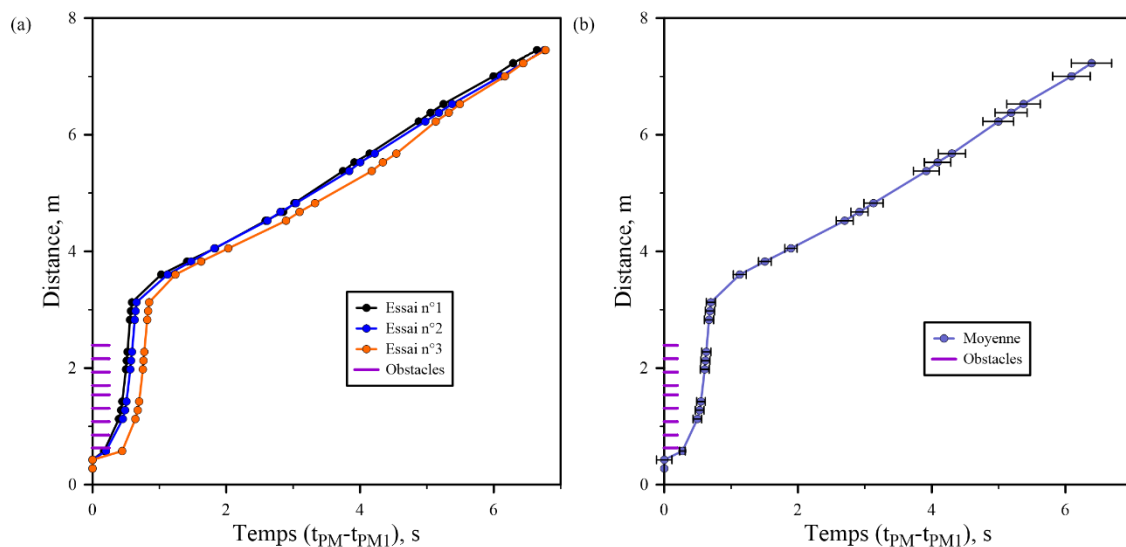 (a)
8
6
4
2
0
Distance, m
Essai n°1
Essai n°2
Essai n°3
Obstacles
0 2 4 6
Temps (tPM-tPM1), s
(b)
8
6
4
2
0
Distance, m
Moyenne
Obstacles
0 2 4 6
Temps (tPM-tPM1), s